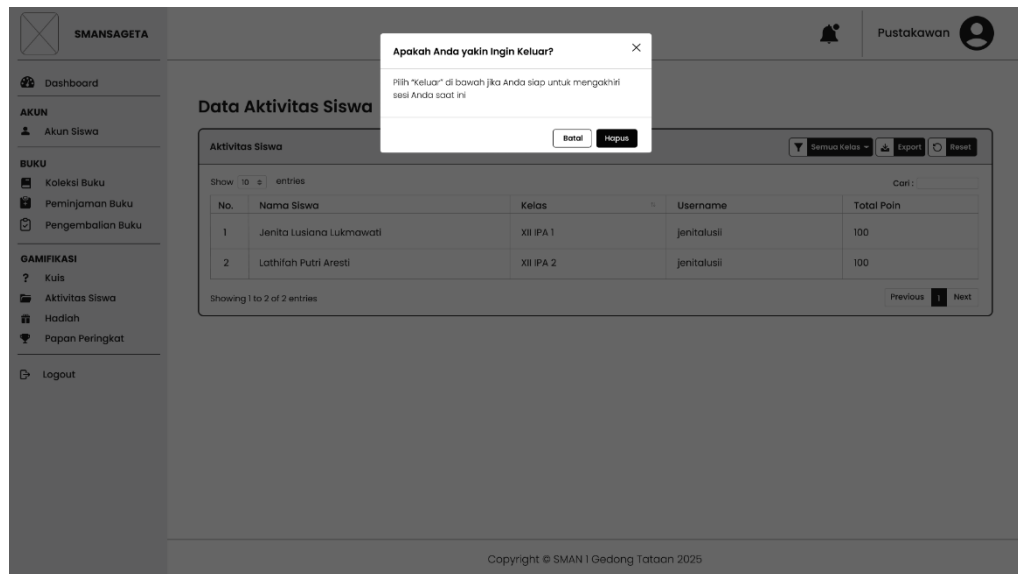 SMANSAGETA
Pustakawan
Dashboard
AKUN
Akun Siswa
BUKU
Koleksi Buku
Peminjaman Buku
Pengembalian Buku
GAMIFIKASI
? Kuis
Aktivitas Siswa
Hadiah
Papan Peringkat
Logout
Apakah Anda yakin Ingin Keluar?
Pilih "Keluar" di bawah jika Anda siap untuk mengakhiri
sesi Anda saat ini
Batal Hapus
Data Aktivitas Siswa
Aktivitas Siswa Semua Kelas Export Reset
Show 10 entries Cari :
No. Nama Siswa Kelas Username Total Poin
1 Jenita Lusiana Lukmawati XII IPA 1 jenitalusii 100
2 Lathifah Putri Aresti XII IPA 2 jenitalusii 100
Showing 1 to 2 of 2 entries Previous 1 Next
Copyright © SMAN 1 Gedong Tataan 2025